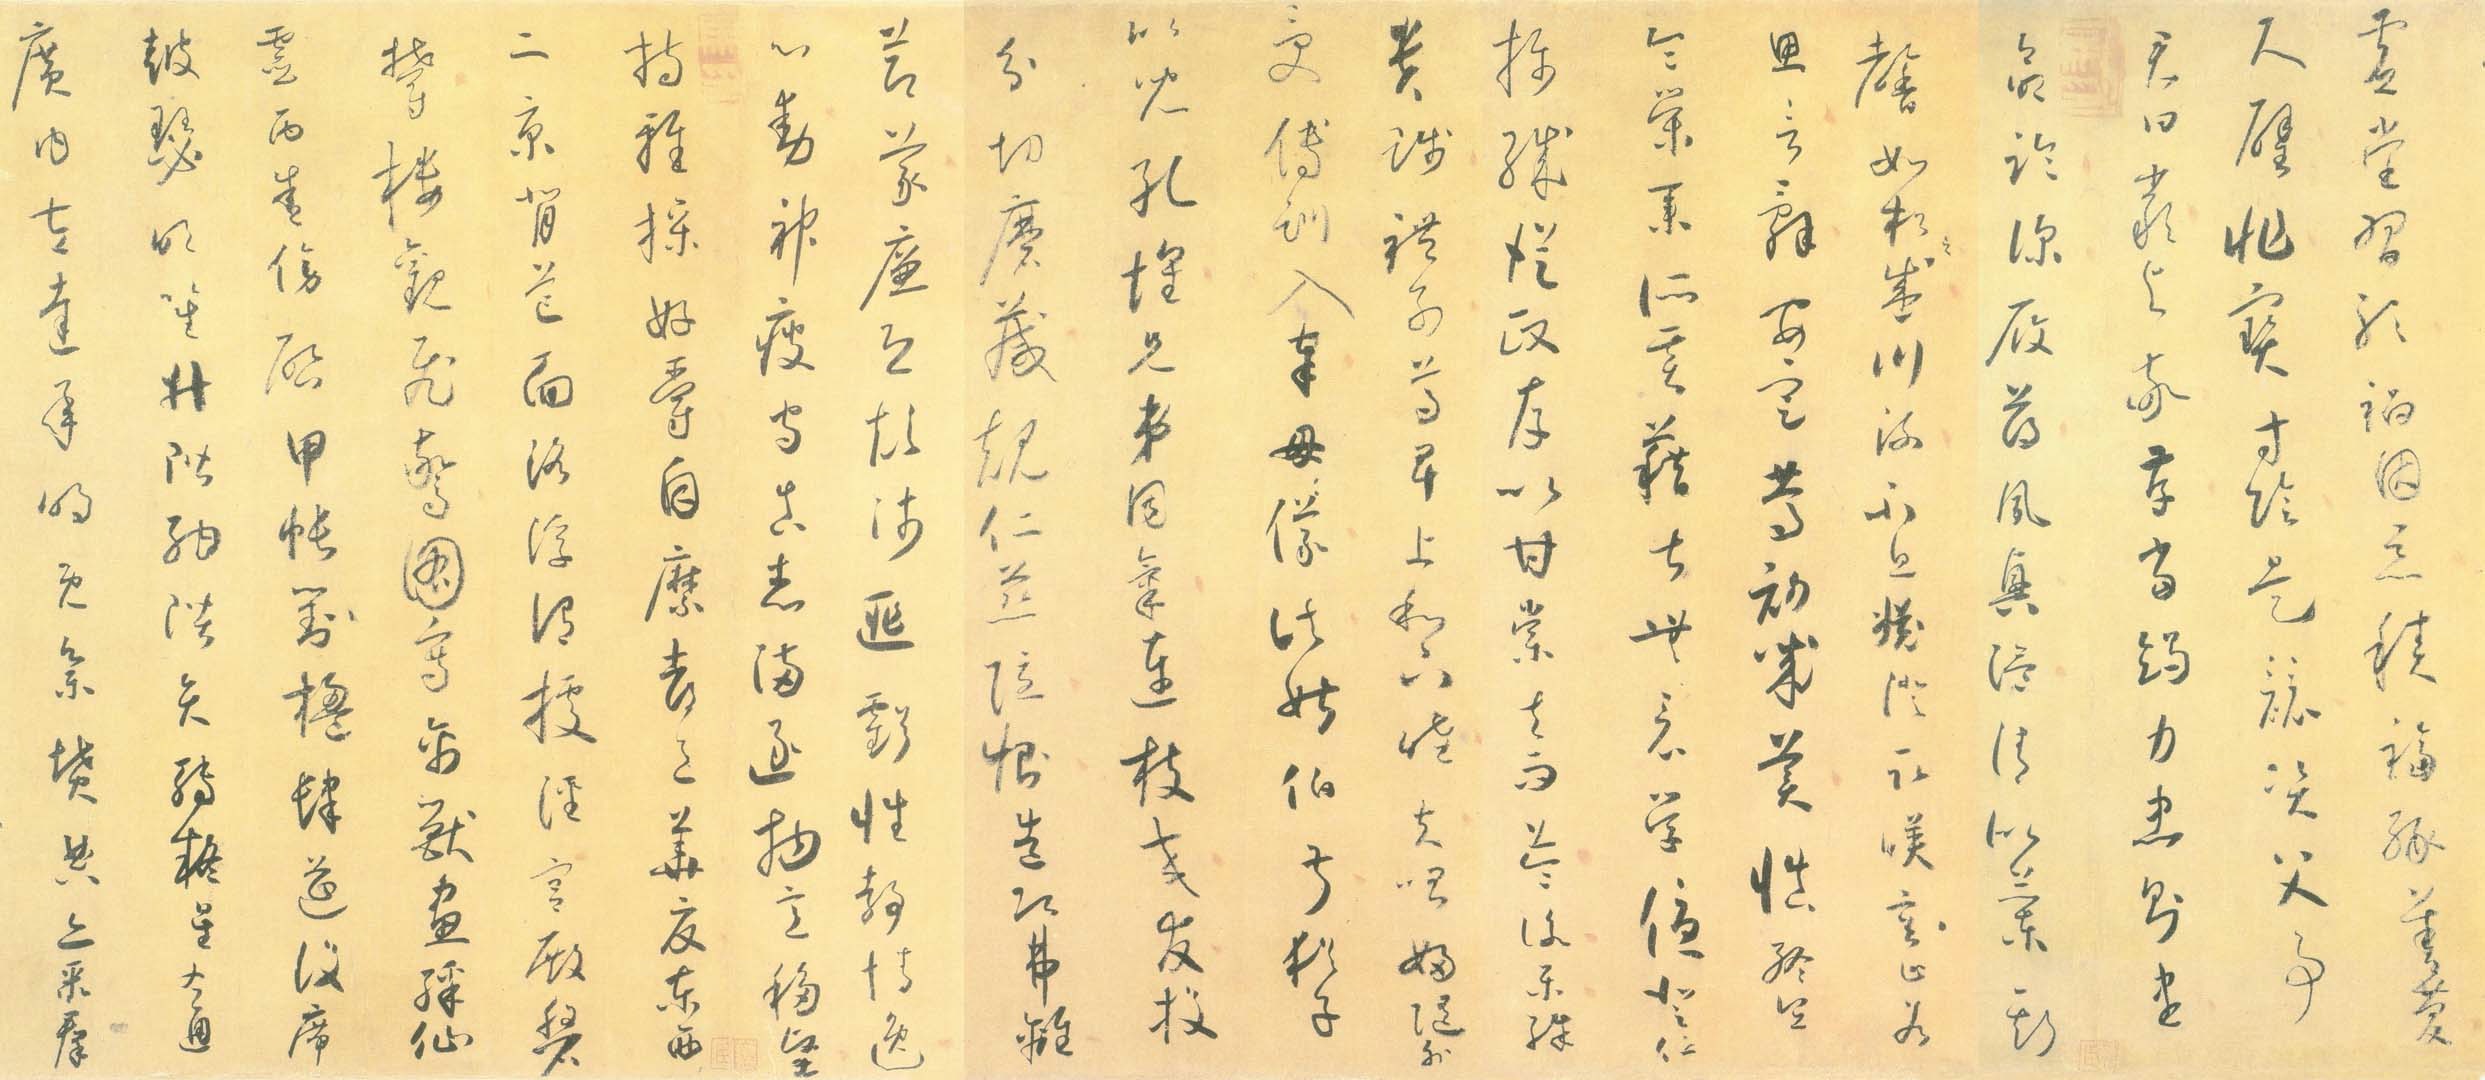 虛堂習聽禍因惡積福緣善慶
尺璧非寶寸陰是競資父事
君曰嚴與敬孝當竭力忠則盡
命臨深履薄夙興溫凊似蘭斯
馨如松之盛川流不息淵澄取暎容止若
思言辭安定篤初誠美慎終宜
令榮業所基藉甚無竟學優登仕
攝職從政存以甘棠去而益詠樂殊
貴賤禮別尊卑上和下睦夫唱婦隨外
受傅訓入奉母儀諸姑伯叔猶子
比兒孔懷兄弟同氣連枝交友投
分切磨箴規仁慈隱惻造次弗離
節義廉退顛沛匪虧性靜情逸
心動神疲守真志滿逐物意移堅
持雅操好爵自縻都邑華夏東西
二京背芒面洛浮渭據涇宮殿盤
鬱樓觀飛驚圖寫禽獸畫綵仙
靈丙舍傍啟甲帳對楹肆筵設席
鼓瑟吹笙升階納陛弁轉疑星右通
廣內左達承明既集墳典亦聚群